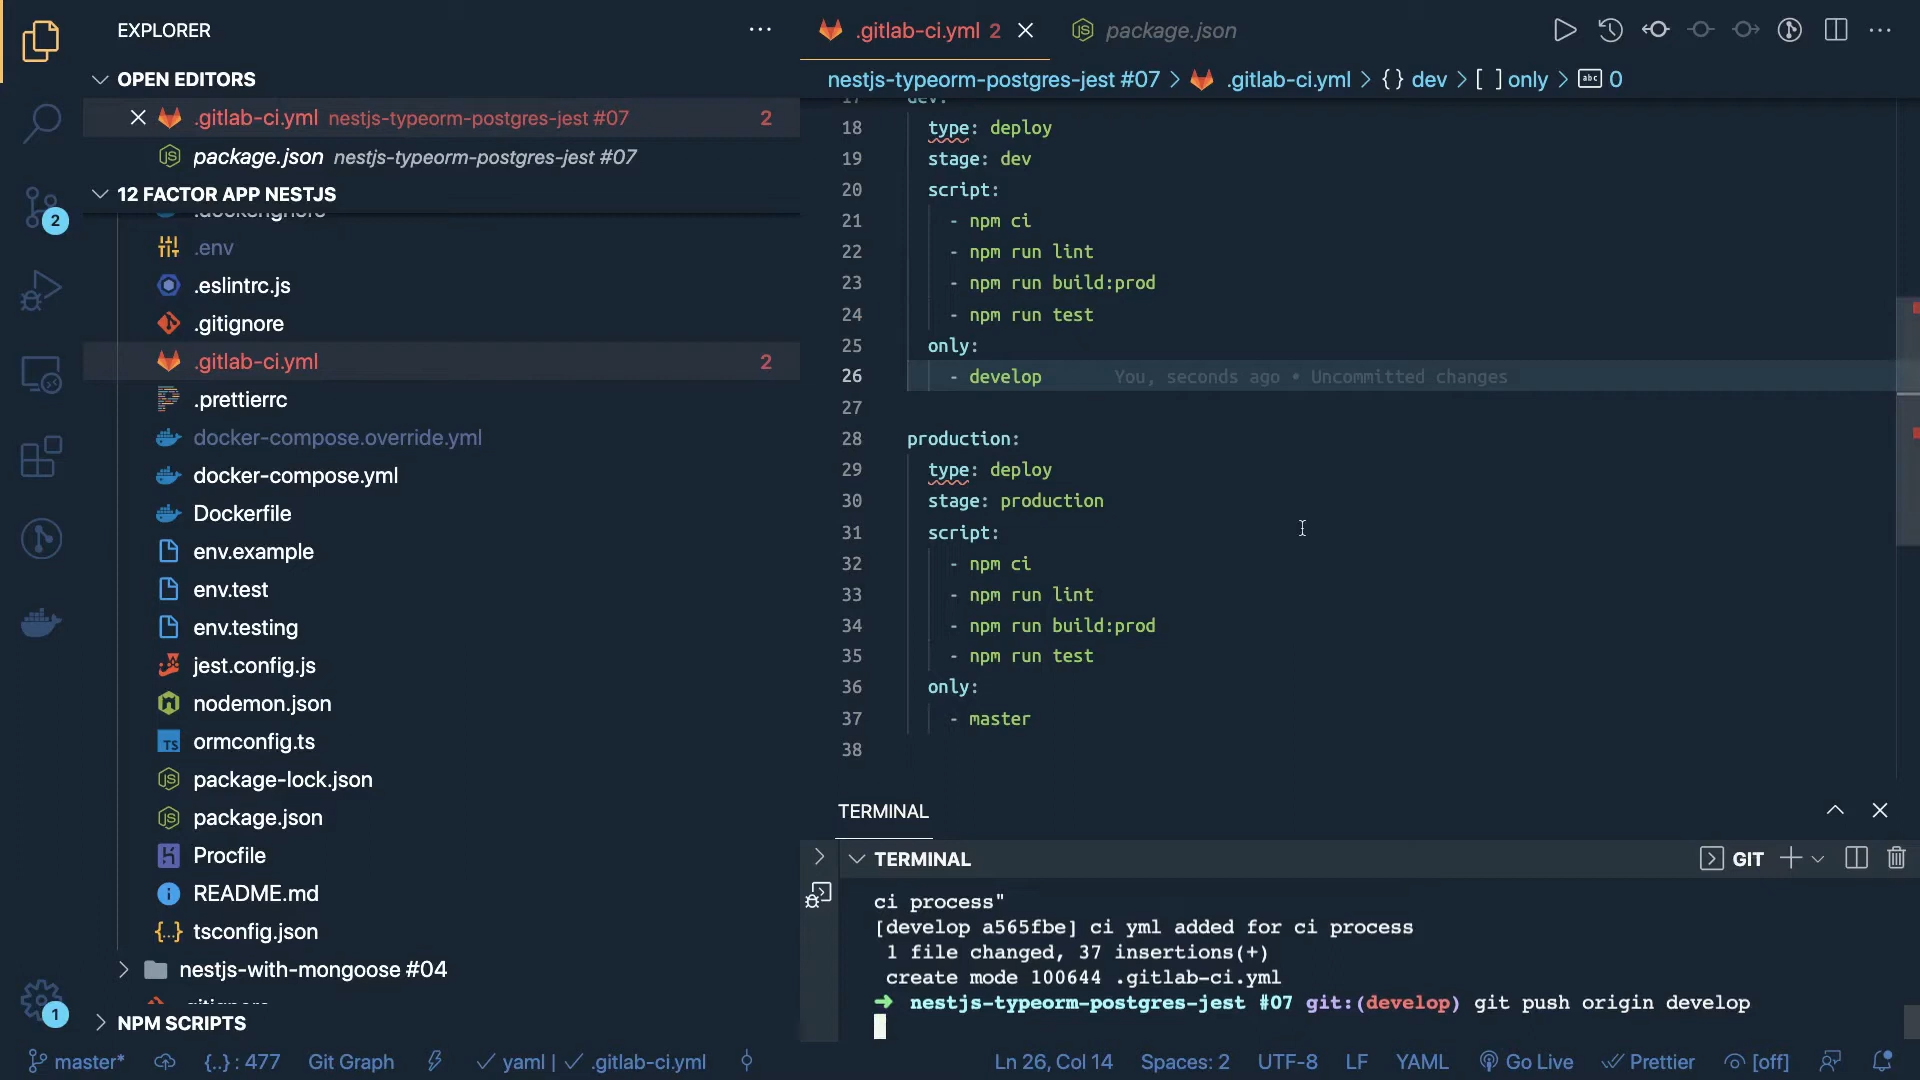 EXPLORER
OPEN EDITORS
.gitlab-ci.yml nestjs-typeorm-postgres-jest #07 2
package.json nestjs-typeorm-postgres-jest #07
12 FACTOR APP NESTJS
.dockerignore
.env
.eslintrc.js
.gitignore
.gitlab-ci.yml 2
.prettierrc
docker-compose.override.yml
docker-compose.yml
Dockerfile
env.example
env.test
env.testing
jest.config.js
nodemon.json
ormconfig.ts
package-lock.json
package.json
Procfile
README.md
tsconfig.json
nestjs-with-mongoose #04
.gitignore
NPM SCRIPTS
2
1
.gitlab-ci.yml 2
package.json
nestjs-typeorm-postgres-jest #07 > .gitlab-ci.yml > {} dev > [ ] only > abc 0
17 dev:
18 type: deploy
19 stage: dev
20 script:
21 - npm ci
22 - npm run lint
23 - npm run build:prod
24 - npm run test
25 only:
26 - develop You, seconds ago • Uncommitted changes
27
28 production:
29 type: deploy
30 stage: production
31 script:
32 - npm ci
33 - npm run lint
34 - npm run build:prod
35 - npm run test
36 only:
37 - master
38
TERMINAL
TERMINAL
GIT
ci process"
[develop a565fbe] ci yml added for ci process
1 file changed, 37 insertions(+)
create mode 100644 .gitlab-ci.yml
➜ nestjs-typeorm-postgres-jest #07 git:(develop) git push origin develop
master* {..} : 477 Git Graph ✓ yaml | ✓ .gitlab-ci.yml Ln 26, Col 14 Spaces: 2 UTF-8 LF YAML Go Live Prettier [off]